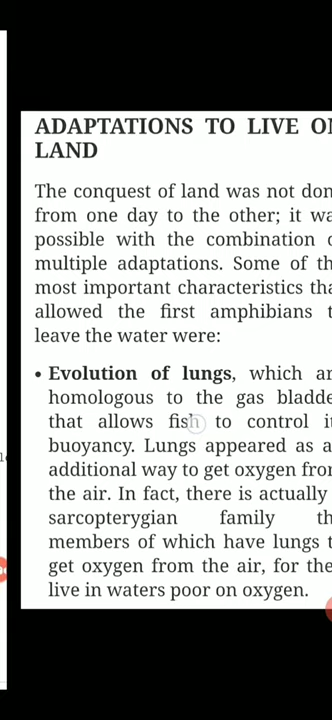 ADAPTATIONS TO LIVE ON
LAND
The conquest of land was not don
from one day to the other; it wa
possible with the combination o
multiple adaptations. Some of th
most important characteristics tha
allowed the first amphibians t
leave the water were:
• Evolution of lungs, which ar
homologous to the gas bladde
that allows fish to control it
buoyancy. Lungs appeared as a
additional way to get oxygen fro
the air. In fact, there is actually
sarcopterygian family th
members of which have lungs t
get oxygen from the air, for the
live in waters poor on oxygen.